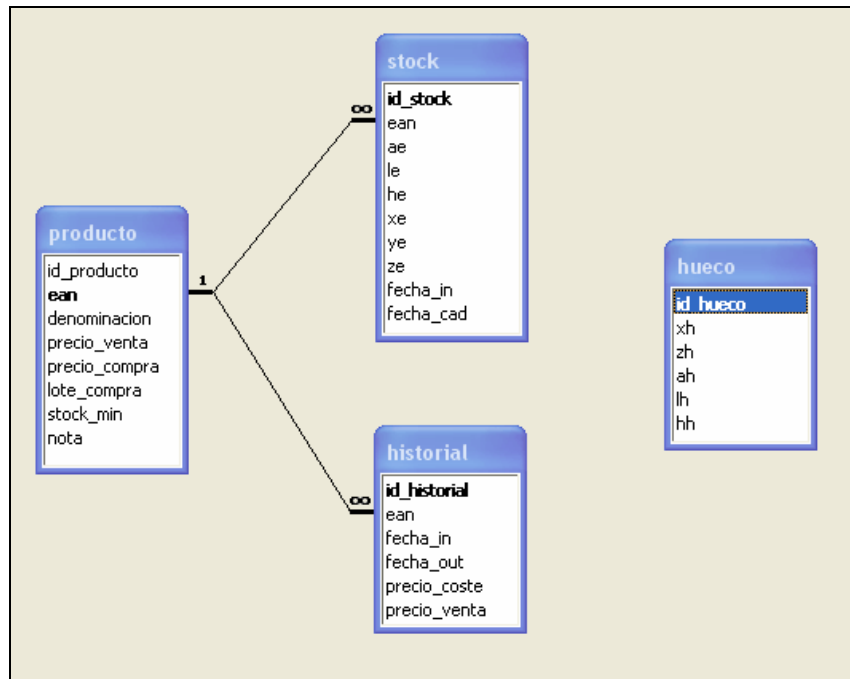 producto
id_producto
ean
denominacion
precio_venta
precio_compra
lote_compra
stock_min
nota
1
∞
stock
id_stock
ean
ae
le
he
xe
ye
ze
fecha_in
fecha_cad
∞
historial
id_historial
ean
fecha_in
fecha_out
precio_coste
precio_venta
hueco
id_hueco
xh
zh
ah
lh
hh